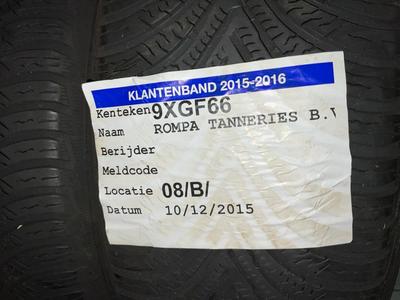 KLANTENBAND 2015-2016
Kenteken 9XGF66
Naam ROMPA TANNERIES B.V
Berijder
Meldcode
Locatie 08/B/
Datum 10/12/2015